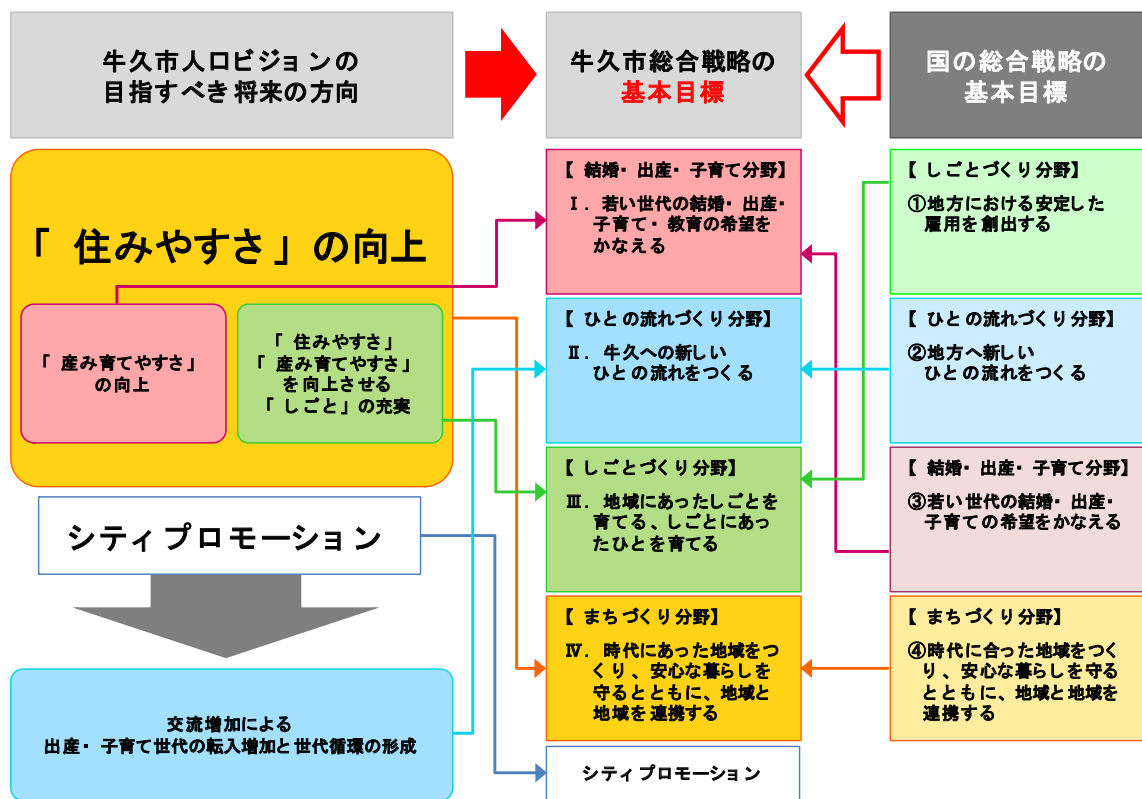 牛久市人口ビジョンの
目指すべき将来の方向
牛久市総合戦略の
基本目標
国の総合戦略の
基本目標
「住みやすさ」の向上
「産み育てやすさ」
の向上
「住みやすさ」
「産み育てやすさ」
を向上させる
「しごと」の充実
シティプロモーション
交流増加による
出産・子育て世代の転入増加と世代循環の形成
【結婚・出産・子育て分野】
Ⅰ．若い世代の結婚・出産・
子育て・教育の希望を
かなえる
【ひとの流れづくり分野】
Ⅱ．牛久への新しい
ひとの流れをつくる
【しごとづくり分野】
Ⅲ．地域にあったしごとを
育てる、しごとにあっ
たひとを育てる
【まちづくり分野】
Ⅳ．時代にあった地域をつ
くり、安心な暮らしを
守るとともに、地域と
地域を連携する
シティプロモーション
【しごとづくり分野】
①地方における安定した
雇用を創出する
【ひとの流れづくり分野】
②地方へ新しい
ひとの流れをつくる
【結婚・出産・子育て分野】
③若い世代の結婚・出産・
子育ての希望をかなえる
【まちづくり分野】
④時代に合った地域をつく
り、安心な暮らしを守る
とともに、地域と地域を
連携する